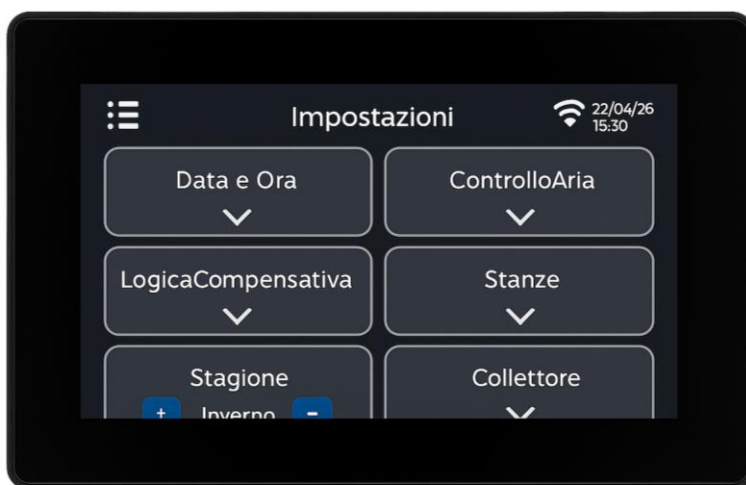 Impostazioni
22/04/26
15:30
Data e Ora
ControlloAria
LogicaCompensativa
Stanze
Stagione
Collettore
+ Inverno -